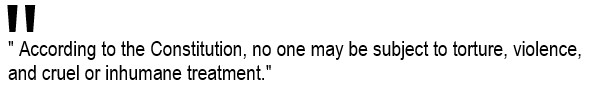 "
" According to the Constitution, no one may be subject to torture, violence,
and cruel or inhumane treatment."